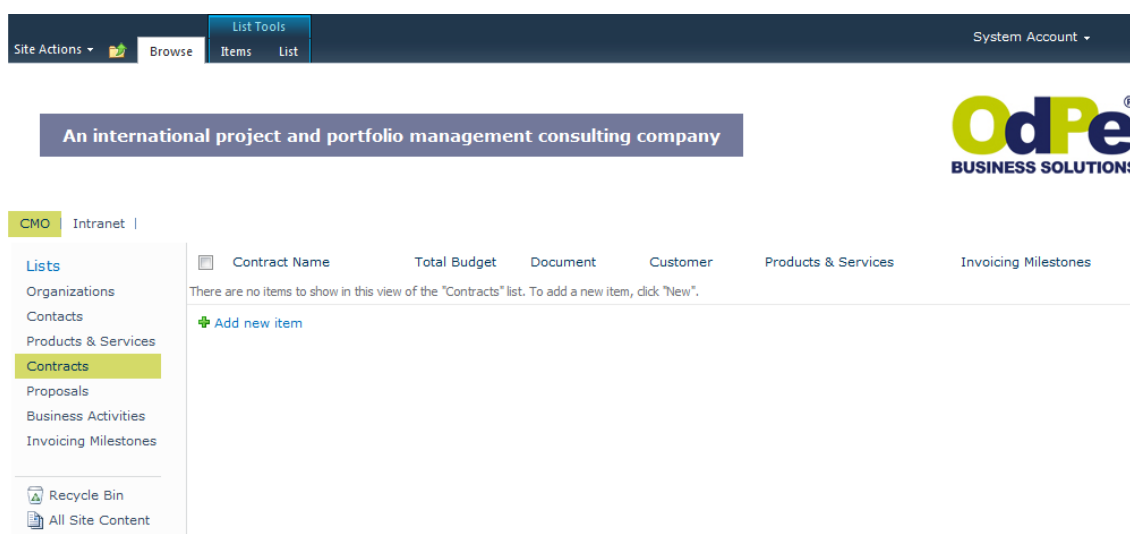 List Tools
Site Actions Browse Items List System Account
An international project and portfolio management consulting company
OdPe®
BUSINESS SOLUTIONS
CMO | Intranet |
Lists
Organizations
Contacts
Products & Services
Contracts
Proposals
Business Activities
Invoicing Milestones
Recycle Bin
All Site Content
Contract Name Total Budget Document Customer Products & Services Invoicing Milestones
There are no items to show in this view of the "Contracts" list. To add a new item, click "New".
Add new item